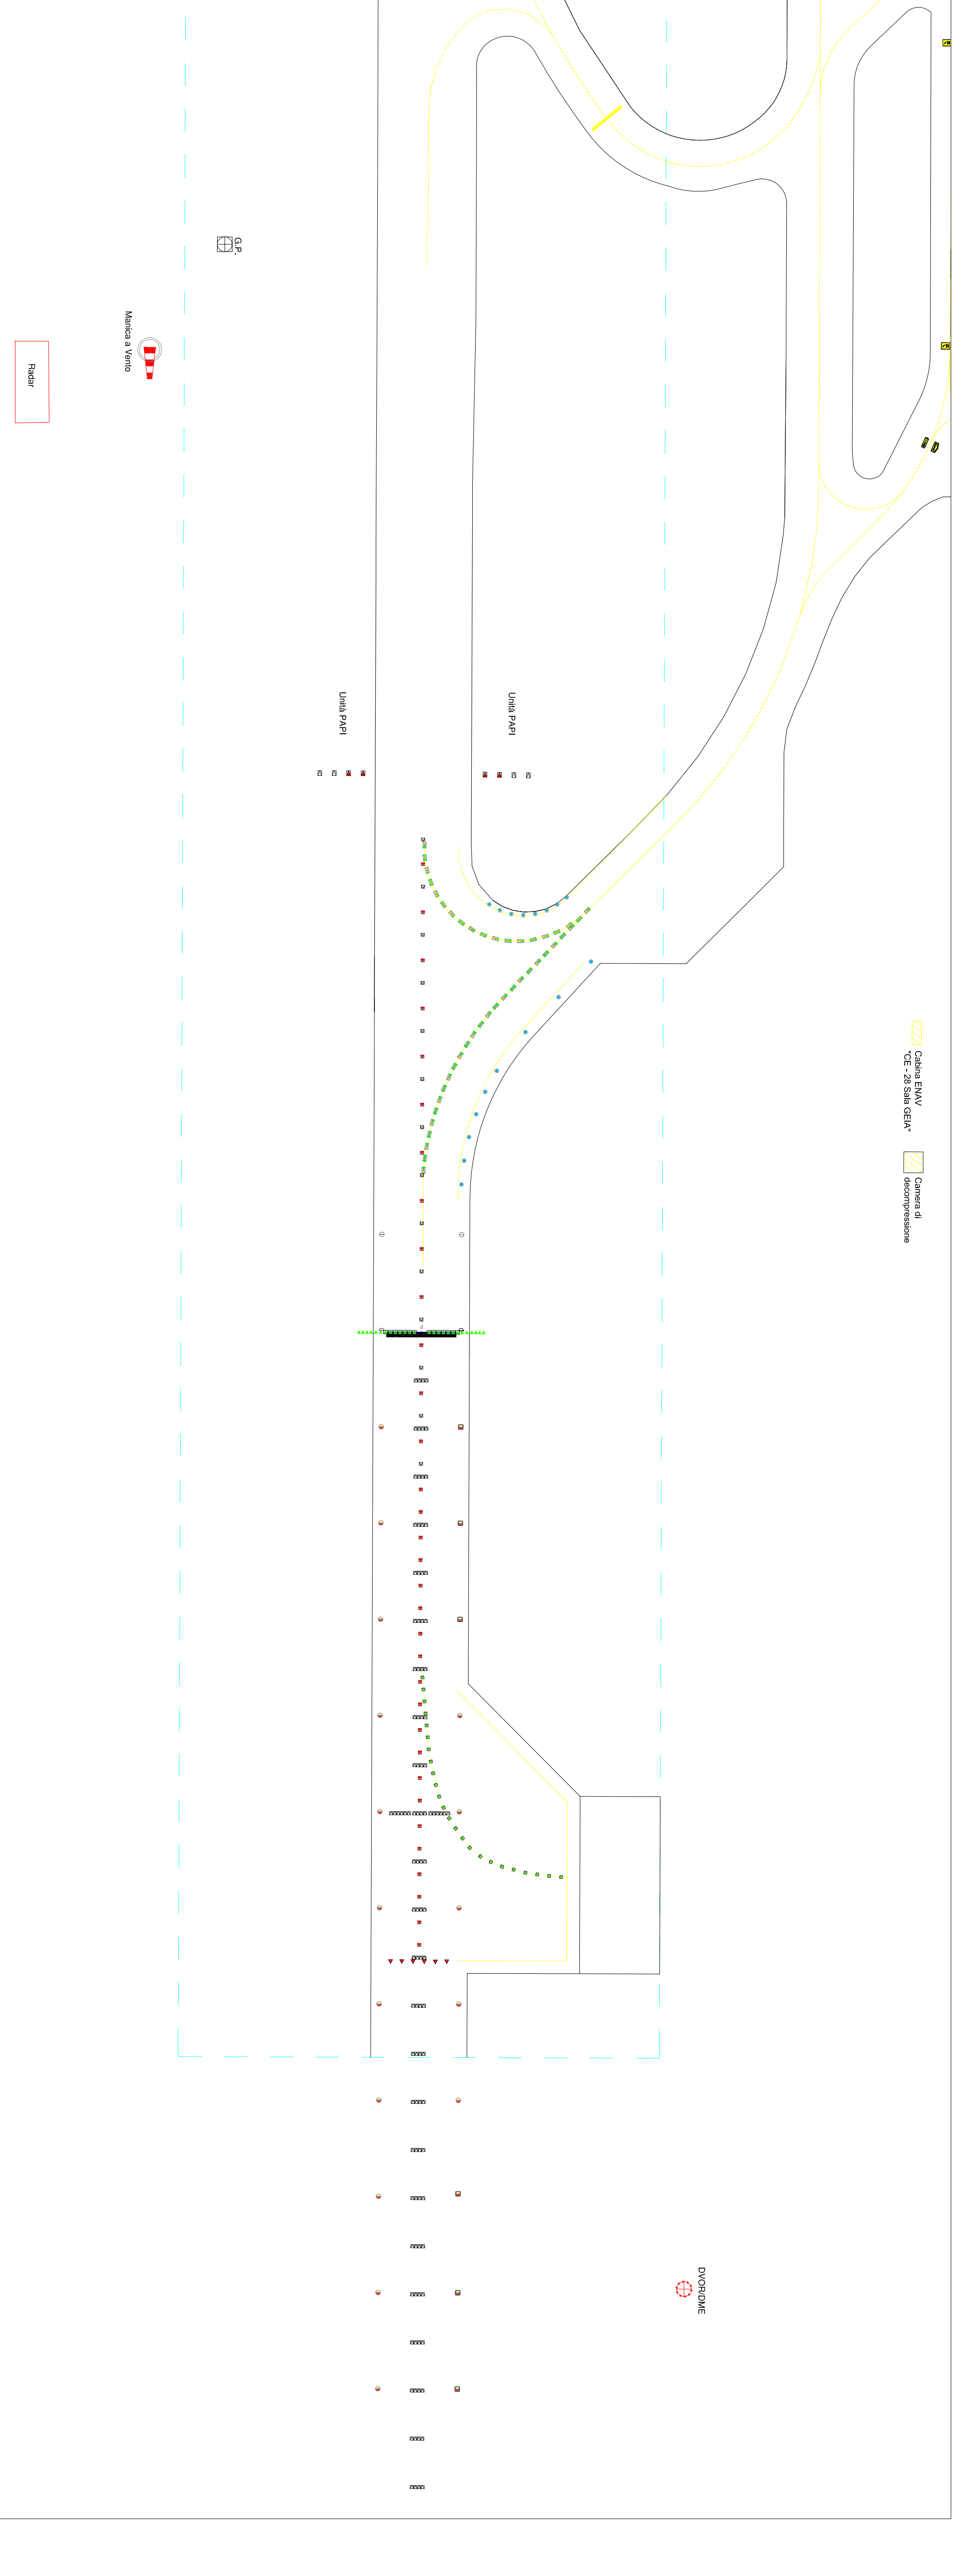 G.P.
Manica a Vento
Radar
Unità PAPI
Unità PAPI
Cabina ENAV
"CE - 28 Sala GEIA"
Camera di
decompressione
DVOR/DME